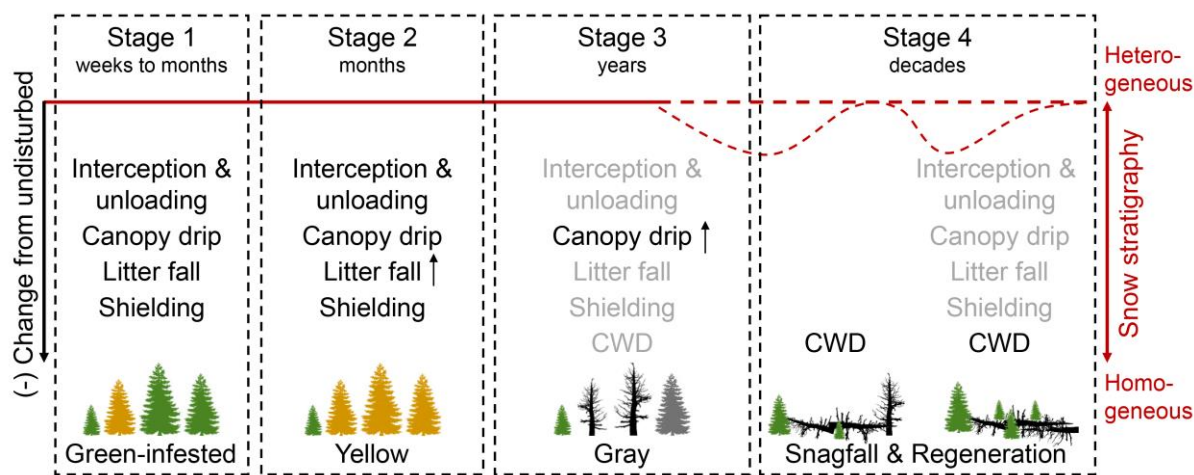 Stage 1
weeks to months
Stage 2
months
Stage 3
years
Stage 4
decades
Hetero-
geneous
(-) Change from undisturbed
Interception &
unloading
Canopy drip
Litter fall
Shielding
Interception &
unloading
Canopy drip
Litter fall
Shielding
Interception &
unloading
Canopy drip
Litter fall
Shielding
CWD
CWD
Interception &
unloading
Canopy drip
Litter fall
Shielding
CWD
Snow stratigraphy
Homo-
geneous
Green-infested
Yellow
Gray
Snagfall & Regeneration